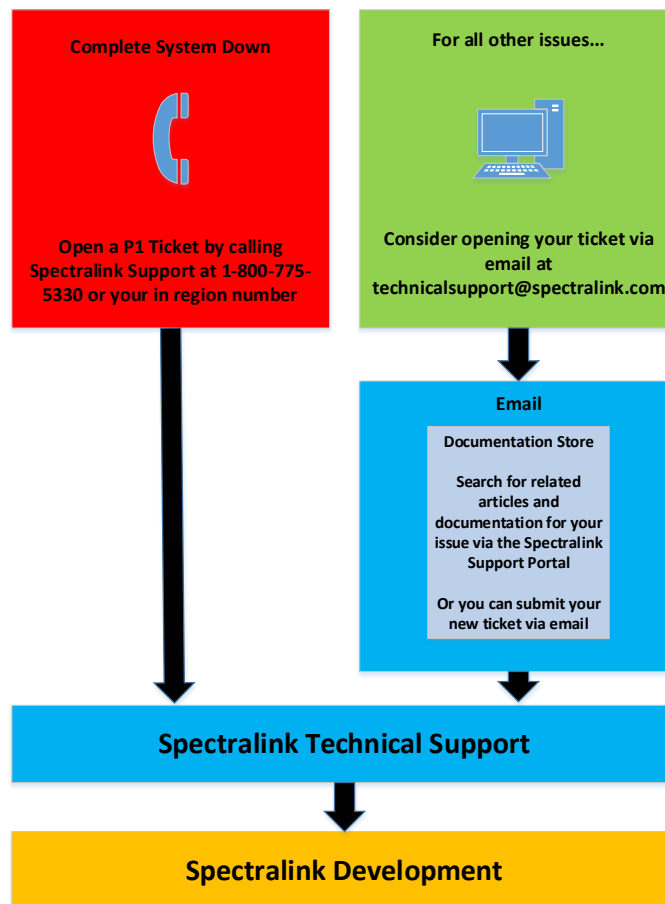 Complete System Down
Open a P1 Ticket by calling
Spectralink Support at 1-800-775-
5330 or your in region number
For all other issues...
Consider opening your ticket via
email at
technicalsupport@spectralink.com
Email
Documentation Store
Search for related
articles and
documentation for your
issue via the Spectralink
Support Portal
Or you can submit your
new ticket via email
Spectralink Technical Support
Spectralink Development